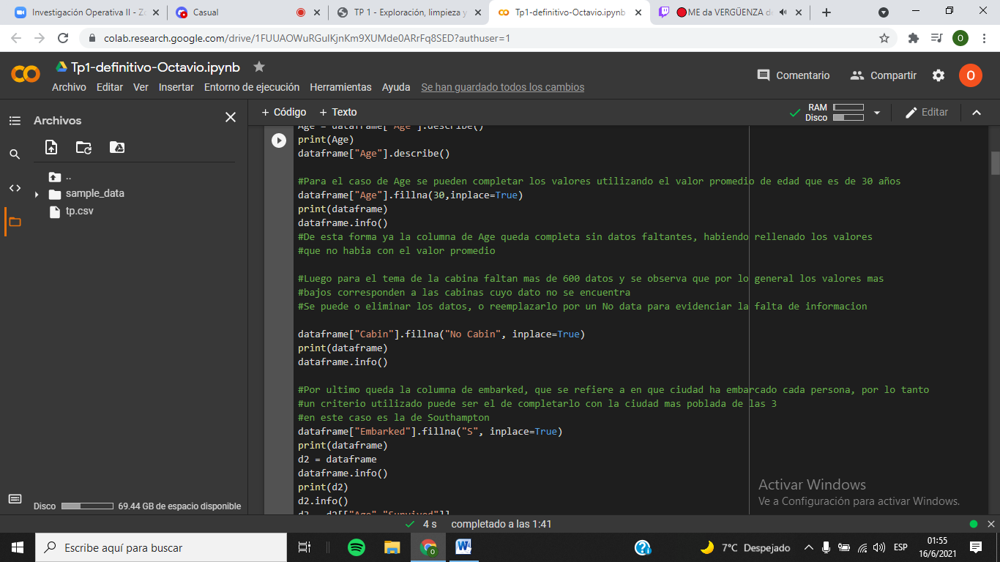 Investigación Operativa II - Zo
Casual
TP 1 - Exploración, limpieza y
Tp1-definitivo-Octavio.ipynb
ME da VERGÜENZA de
colab.research.google.com/drive/1FUUAOWuRGulKjnKm9XUMde0ARrFq8SED?authuser=1
O
Tp1-definitivo-Octavio.ipynb
Archivo Editar Ver Insertar Entorno de ejecución Herramientas Ayuda Se han guardado todos los cambios
Comentario
Compartir
O
Archivos
+ Código + Texto
RAM
Disco
Editar
..
sample_data
tp.csv
Age = dataframe["Age"].describe()
print(Age)
dataframe["Age"].describe()
#Para el caso de Age se pueden completar los valores utilizando el valor promedio de edad que es de 30 años
dataframe["Age"].fillna(30,inplace=True)
print(dataframe)
dataframe.info()
#De esta forma ya la columna de Age queda completa sin datos faltantes, habiendo rellenado los valores
#que no habia con el valor promedio
#Luego para el tema de la cabina faltan mas de 600 datos y se observa que por lo general los valores mas
#bajos corresponden a las cabinas cuyo dato no se encuentra
#Se puede o eliminar los datos, o reemplazarlo por un No data para evidenciar la falta de informacion
dataframe["Cabin"].fillna("No Cabin", inplace=True)
print(dataframe)
dataframe.info()
#Por ultimo queda la columna de embarked, que se refiere a en que ciudad ha embarcado cada persona, por lo tanto
#un criterio utilizado puede ser el de completarlo con la ciudad mas poblada de las 3
#en este caso es la de Southampton
dataframe["Embarked"].fillna("S", inplace=True)
print(dataframe)
d2 = dataframe
dataframe.info()
print(d2)
d2.info()
d3 = d2[["Age","Survived"]]
Activar Windows
Ve a Configuración para activar Windows.
Disco 69.44 GB de espacio disponible
4 s completado a las 1:41
Escribe aquí para buscar
7°C Despejado
ESP
01:55
16/6/2021